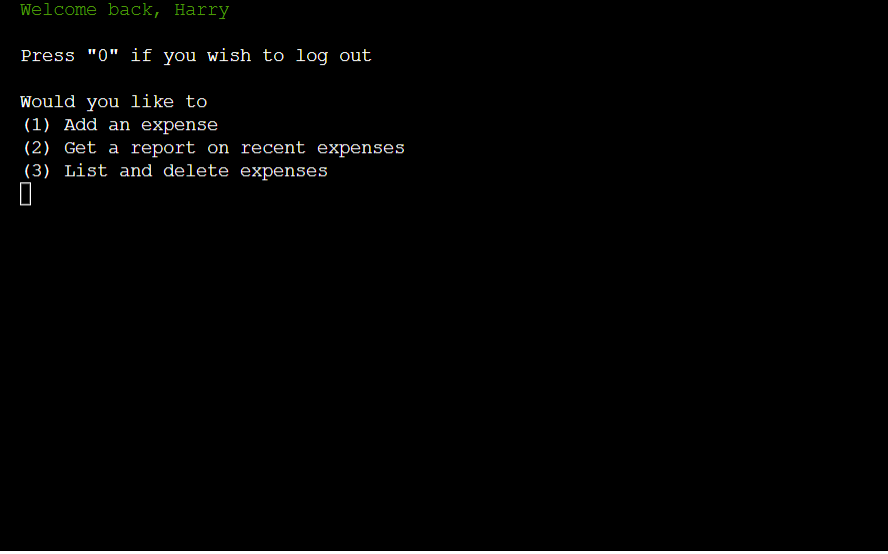 Welcome back, Harry
Press "0" if you wish to log out
Would you like to
(1) Add an expense
(2) Get a report on recent expenses
(3) List and delete expenses